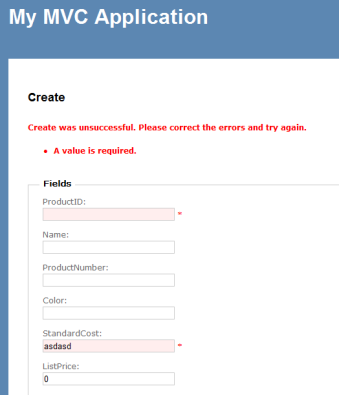 My MVC Application
Create
Create was unsuccessful. Please correct the errors and try again.
• A value is required.
Fields
ProductID:
*
Name:
ProductNumber:
Color:
StandardCost:
asdasd *
ListPrice:
0